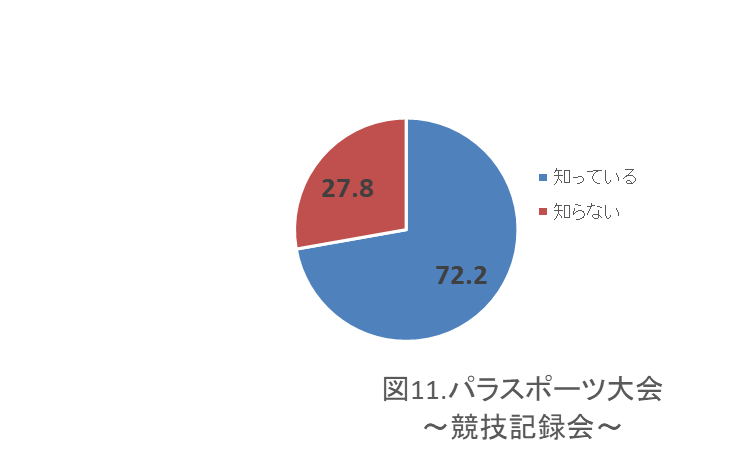 知っている
27.8
知らない
72.2
図11.パラスポーツ大会
～競技記録会～